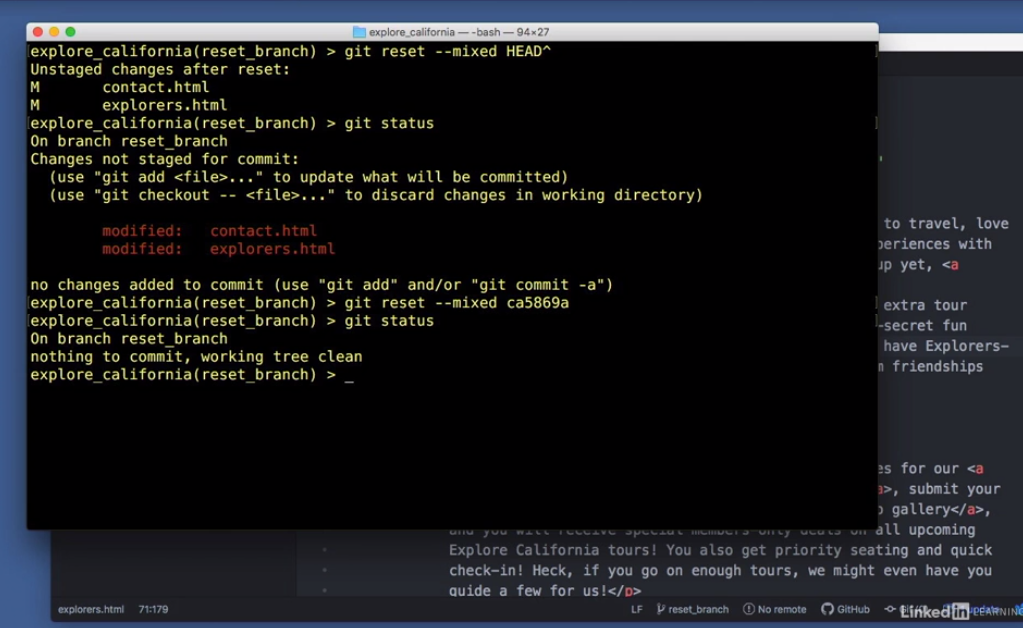 explore_california — -bash — 94×27
explore_california(reset_branch) > git reset --mixed HEAD^
Unstaged changes after reset:
M contact.html
M explorers.html
explore_california(reset_branch) > git status
On branch reset_branch
Changes not staged for commit:
(use "git add <file>..." to update what will be committed)
(use "git checkout -- <file>..." to discard changes in working directory)
modified: contact.html
modified: explorers.html
no changes added to commit (use "git add" and/or "git commit -a")
explore_california(reset_branch) > git reset --mixed ca5869a
explore_california(reset_branch) > git status
On branch reset_branch
nothing to commit, working tree clean
explore_california(reset_branch) > _
to travel, love
periences with
up yet, <a
extra tour
-secret fun
have Explorers-
friendships
es for our <a
a>, submit your
gallery</a>,
and you will receive special members-only deals on all upcoming
Explore California tours! You also get priority seating and quick
check-in! Heck, if you go on enough tours, we might even have you
guide a few for us!</p>
explorers.html 71:179 LF reset_branch No remote GitHub
LinkedIn LEARNING